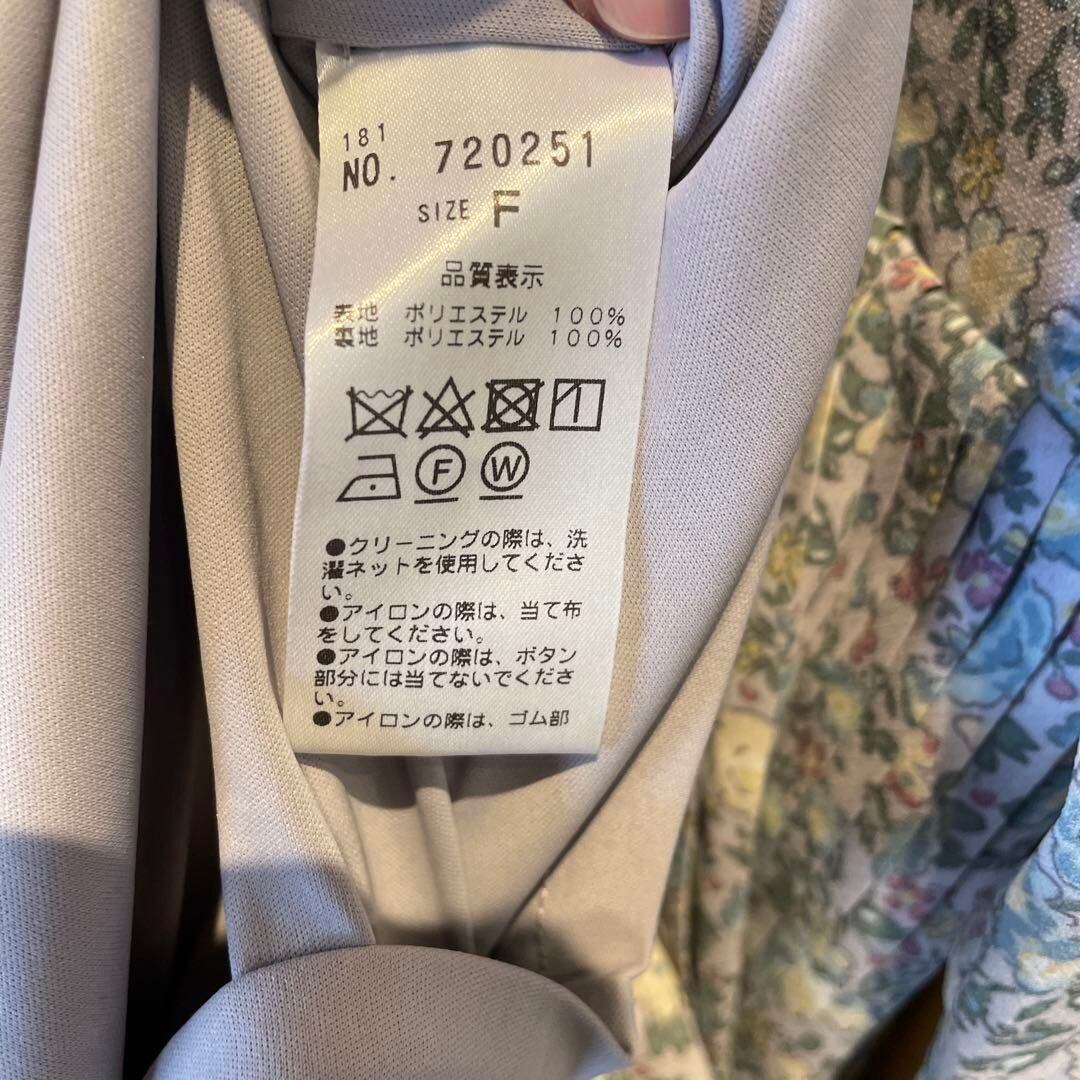 181
NO. 720251
SIZE F
品質表示
表地 ポリエステル 100%
裏地 ポリエステル 100%
F W
●クリーニングの際は、洗
濯ネットを使用してくださ
い。
●アイロンの際は、当て布
をしてください。
●アイロンの際は、ボタン
部分には当てないでくださ
い。
●アイロンの際は、ゴム部